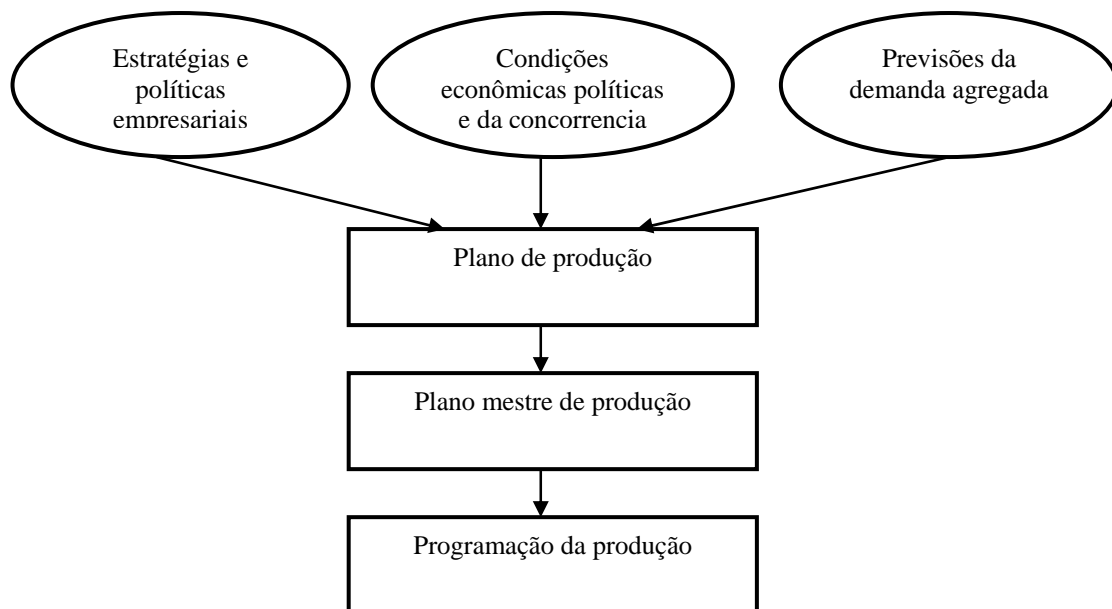 Estratégias e
políticas
empresariais
Condições
econômicas políticas
e da concorrencia
Previsões da
demanda agregada
Plano de produção
Plano mestre de produção
Programação da produção